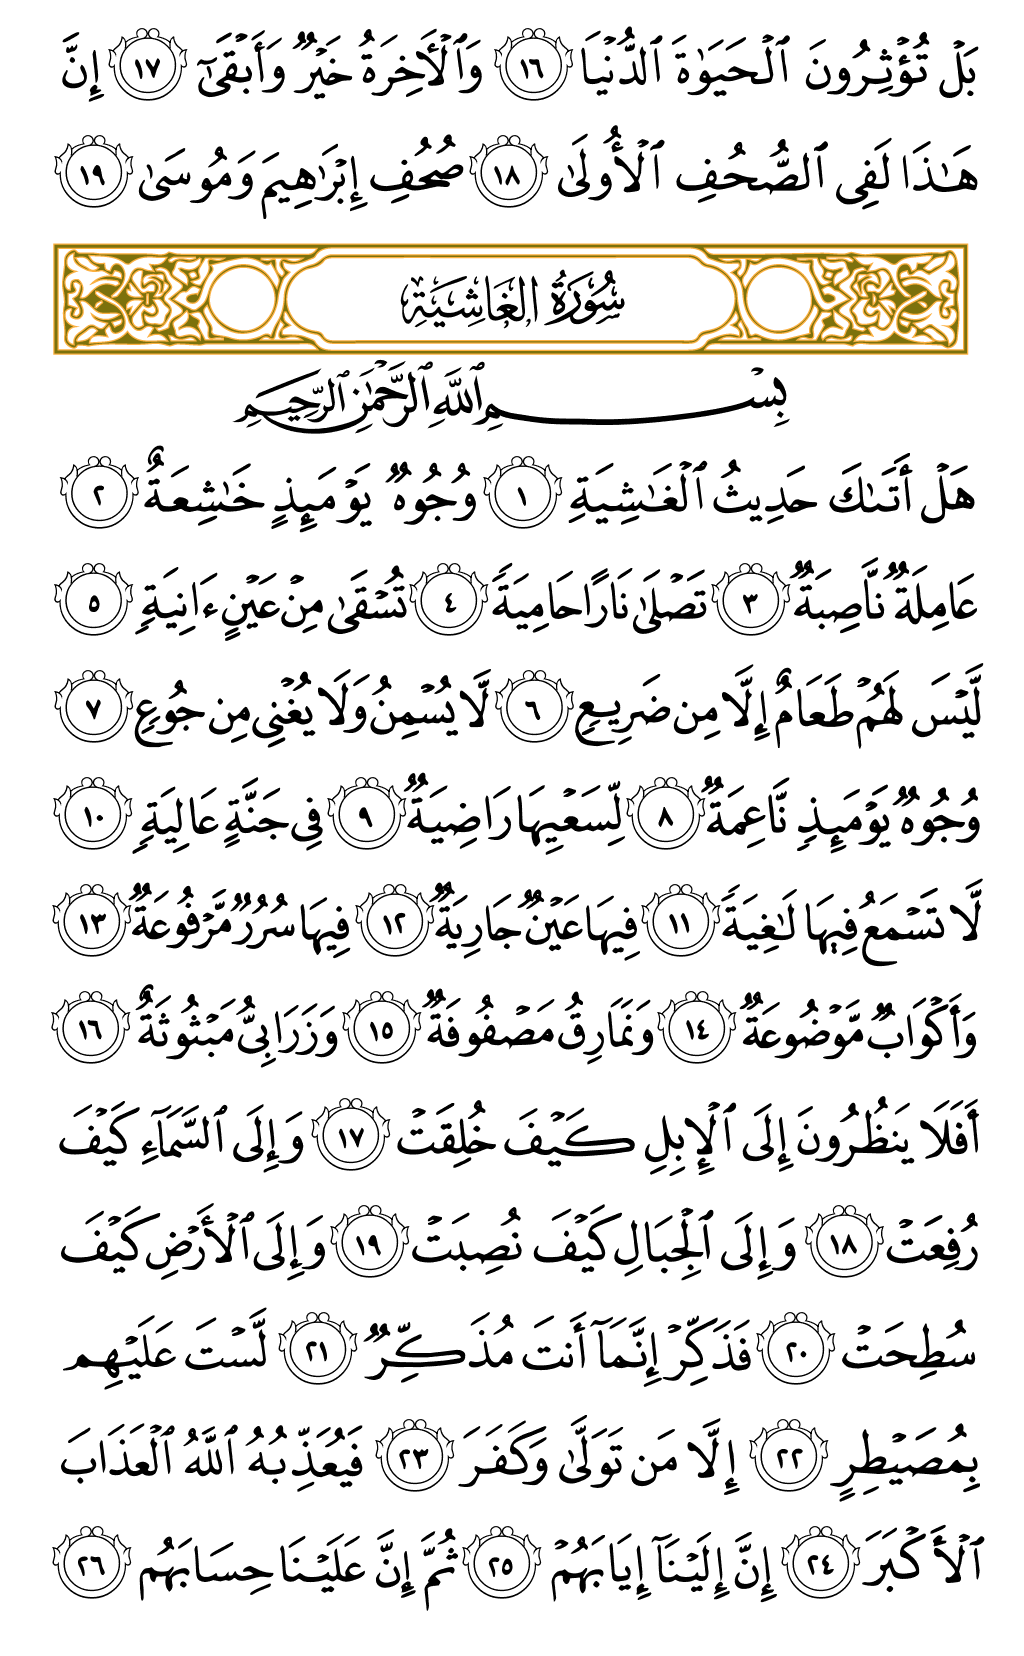 بَلۡ تُؤۡثِرُونَ ٱلۡحَيَوٰةَ ٱلدُّنۡيَا ١٦ وَٱلۡأٓخِرَةُ خَيۡرٞ وَأَبۡقَىٰٓ ١٧ إِنَّ
هَٰذَا لَفِي ٱلصُّحُفِ ٱلۡأُولَىٰ ١٨ صُحُفِ إِبۡرَٰهِيمَ وَمُوسَىٰ ١٩
سُورَةُ الغَاشِيَةِ
بِسۡمِ ٱللَّهِ ٱلرَّحۡمَٰنِ ٱلرَّحِيمِ
هَلۡ أَتَىٰكَ حَدِيثُ ٱلۡغَٰشِيَةِ ١ وُجُوهٞ يَوۡمَئِذٍ خَٰشِعَةٌ ٢
عَامِلَةٞ نَّاصِبَةٞ ٣ تَصۡلَىٰ نَارًا حَامِيَةٗ ٤ تُسۡقَىٰ مِنۡ عَيۡنٍ ءَانِيَةٖ ٥
لَّيۡسَ لَهُمۡ طَعَامٌ إِلَّا مِن ضَرِيعٖ ٦ لَّا يُسۡمِنُ وَلَا يُغۡنِي مِن جُوعٖ ٧
وُجُوهٞ يَوۡمَئِذٖ نَّاعِمَةٞ ٨ لِّسَعۡيِهَا رَاضِيَةٞ ٩ فِي جَنَّةٍ عَالِيَةٖ ١٠
لَّا تَسۡمَعُ فِيهَا لَٰغِيَةٗ ١١ فِيهَا عَيۡنٞ جَارِيَةٞ ١٢ فِيهَا سُرُرٞ مَّرۡفُوعَةٞ ١٣
وَأَكۡوَابٞ مَّوۡضُوعَةٞ ١٤ وَنَمَارِقُ مَصۡفُوفَةٞ ١٥ وَزَرَابِيُّ مَبۡثُوثَةٌ ١٦
أَفَلَا يَنظُرُونَ إِلَى ٱلۡإِبِلِ كَيۡفَ خُلِقَتۡ ١٧ وَإِلَى ٱلسَّمَآءِ كَيۡفَ
رُفِعَتۡ ١٨ وَإِلَى ٱلۡجِبَالِ كَيۡفَ نُصِبَتۡ ١٩ وَإِلَى ٱلۡأَرۡضِ كَيۡفَ
سُطِحَتۡ ٢٠ فَذَكِّرۡ إِنَّمَآ أَنتَ مُذَكِّرٞ ٢١ لَّسۡتَ عَلَيۡهِم
بِمُصَيۡطِرٍ ٢٢ إِلَّا مَن تَوَلَّىٰ وَكَفَرَ ٢٣ فَيُعَذِّبُهُ ٱللَّهُ ٱلۡعَذَابَ
ٱلۡأَكۡبَرَ ٢٤ إِنَّ إِلَيۡنَآ إِيَابَهُمۡ ٢٥ ثُمَّ إِنَّ عَلَيۡنَا حِسَابَهُم ٢٦